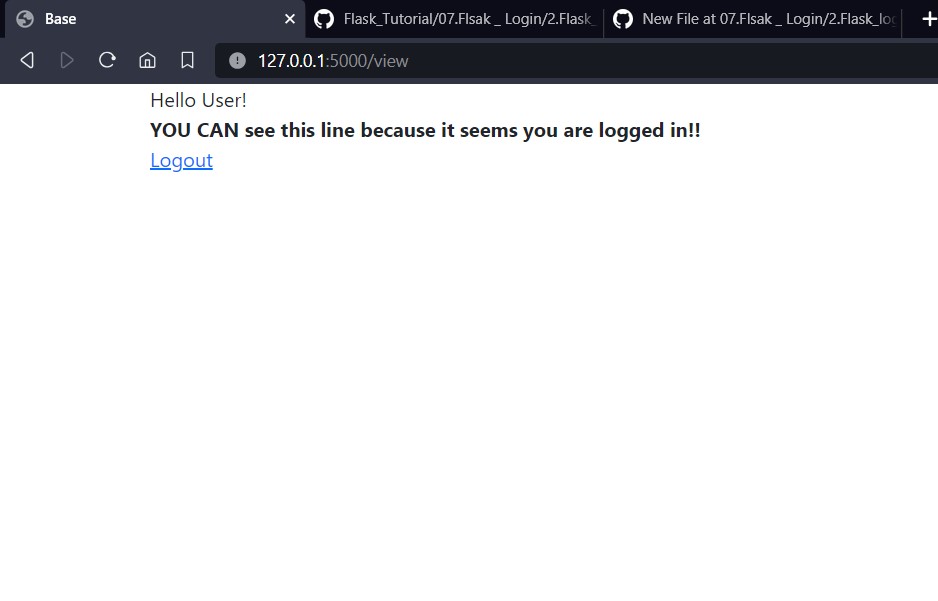 Base
Flask_Tutorial/07.Flsak _ Login/2.Flask_
New File at 07.Flsak _ Login/2.Flask_log
127.0.0.1:5000/view
Hello User!
YOU CAN see this line because it seems you are logged in!!
Logout